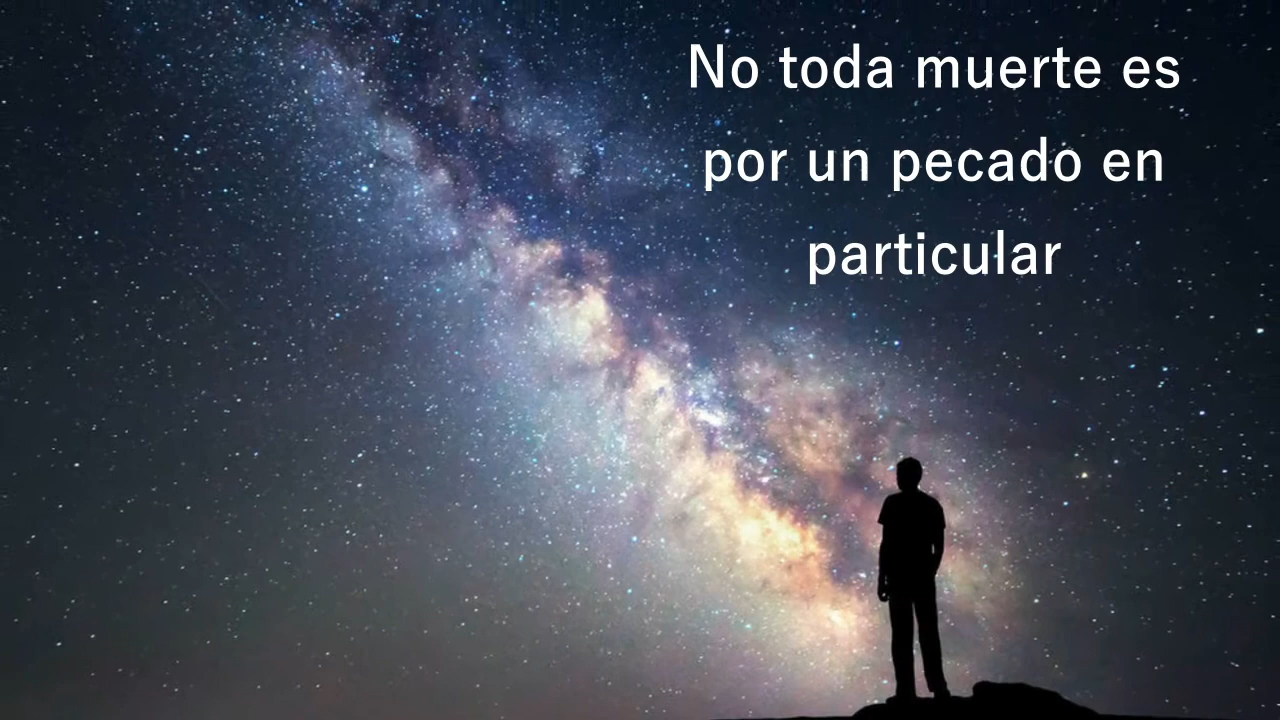 No toda muerte es
por un pecado en
particular